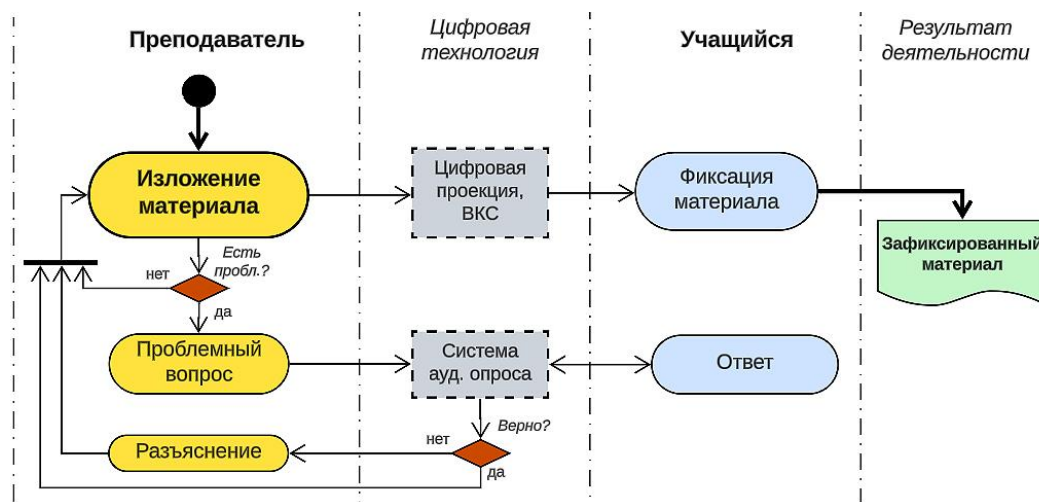 Преподаватель
Цифровая
технология
Учащийся
Результат
деятельности
Изложение
материала
Цифровая
проекция,
ВКС
Фиксация
материала
Зафиксированный
материал
Есть
пробл.?
нет
да
Проблемный
вопрос
Система
ауд. опроса
Ответ
Верно?
нет
да
Разъяснение